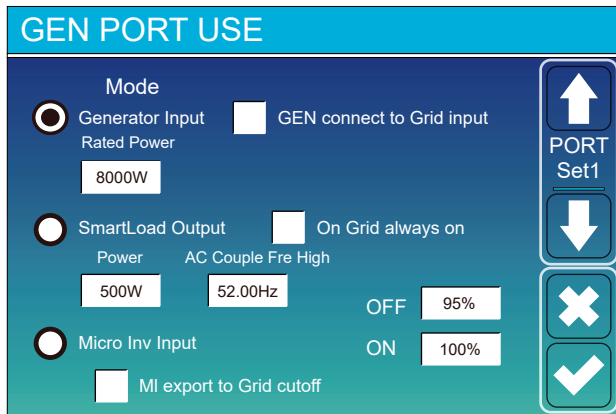 GEN PORT USE
Mode
Generator Input
GEN connect to Grid input
Rated Power
8000W
PORT
Set1
SmartLoad Output
On Grid always on
Power
AC Couple Fre High
500W
52.00Hz
OFF
95%
Micro Inv Input
ON
100%
MI export to Grid cutoff